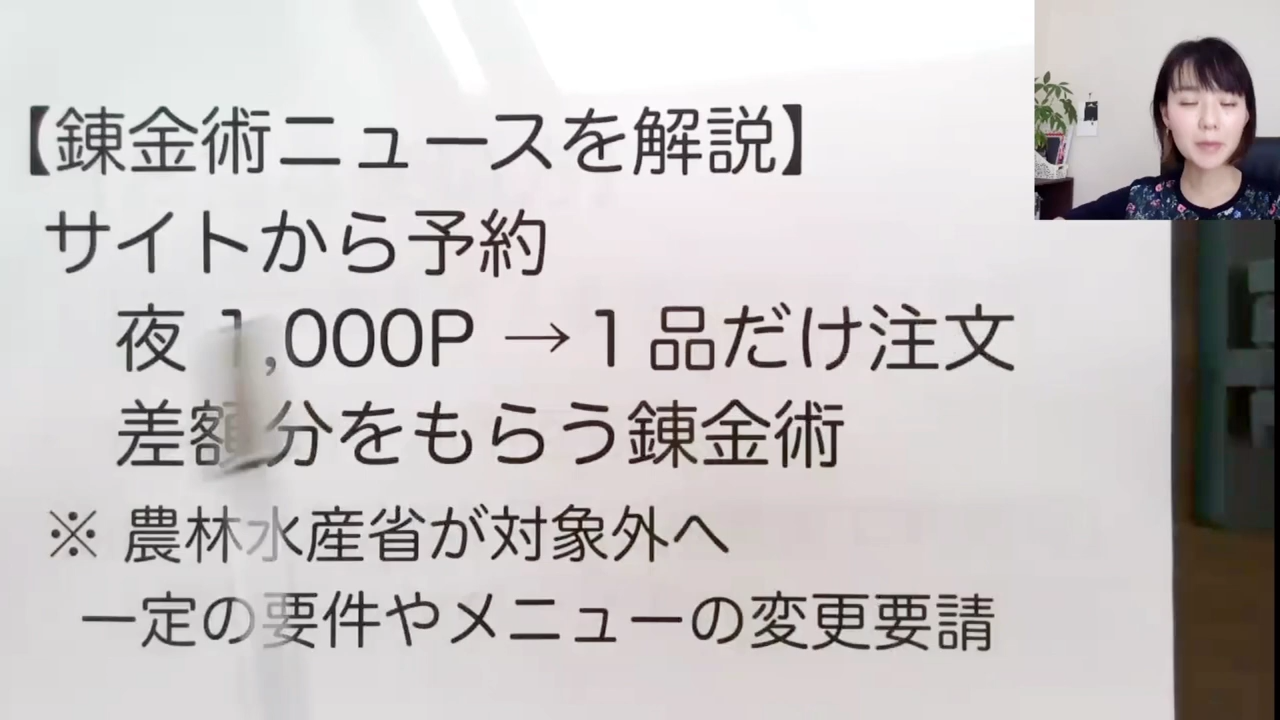 【錬金術ニュースを解説】
サイトから予約
夜 1,000P →1品だけ注文
差額分をもらう錬金術
※ 農林水産省が対象外へ
一定の要件やメニューの変更要請